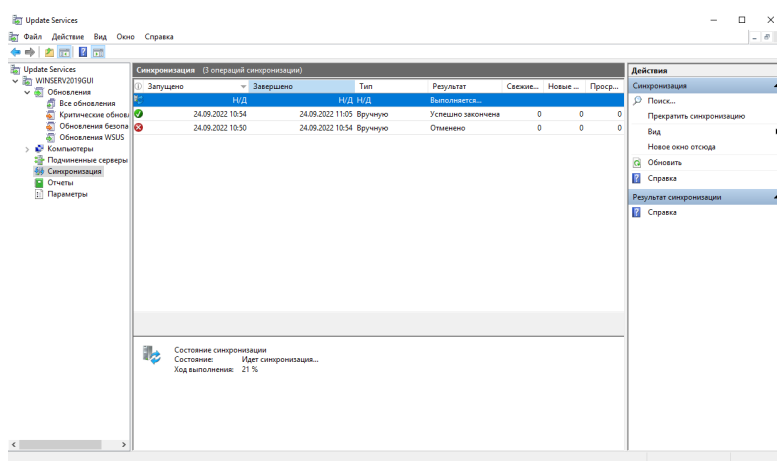 Update Services
Файл Действие Вид Окно Справка
Update Services
WINSERV2019GUI
Обновления
Все обновления
Критические обнов
Обновления безопа
Обновления WSUS
Компьютеры
Подчиненные серверы
Синхронизация
Отчеты
Параметры
Синхронизация (3 операций синхронизации)
Запущено Завершено Тип Результат Свежие... Новые ... Проср...
Н/Д Н/Д Н/Д Выполняется...
24.09.2022 10:54 24.09.2022 11:05 Вручную Успешно закончена 0 0 0
24.09.2022 10:50 24.09.2022 10:54 Вручную Отменено 0 0 0
Состояние синхронизации
Состояние: Идет синхронизация...
Ход выполнения: 21 %
Действия
Синхронизация
Поиск...
Прекратить синхронизацию
Вид
Новое окно отсюда
Обновить
Справка
Результат синхронизации
Справка